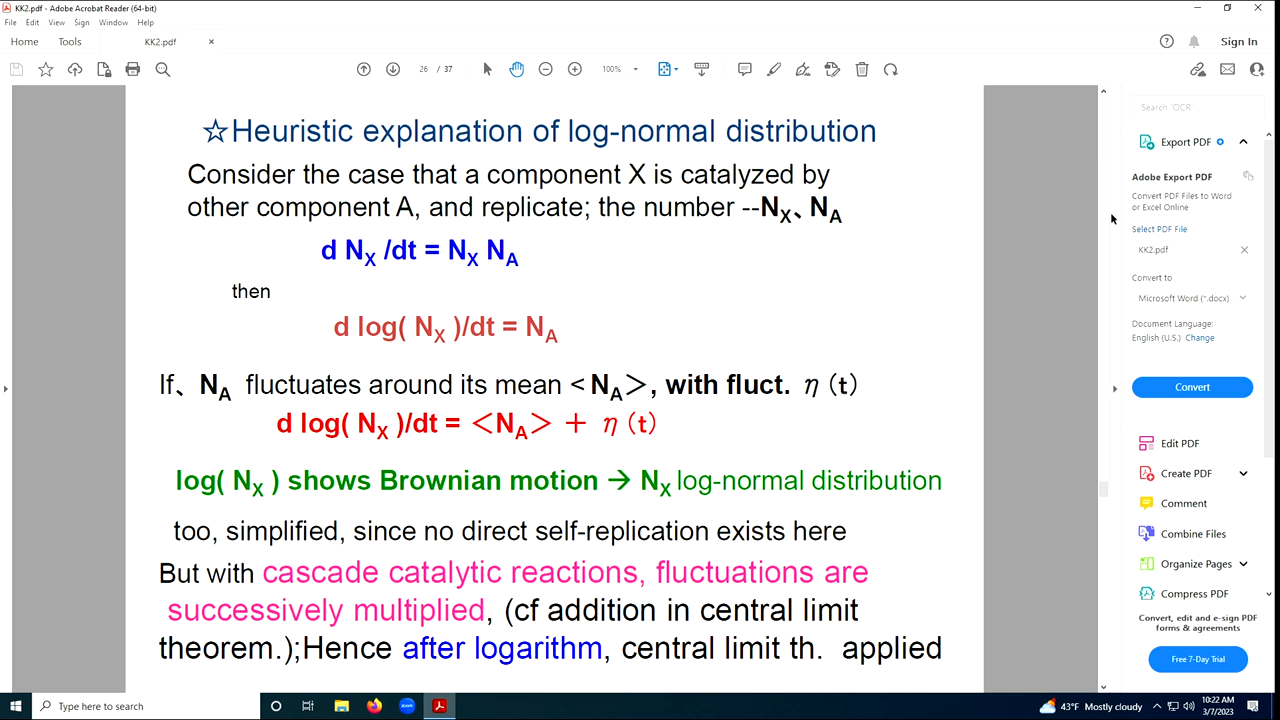 KK2.pdf - Adobe Acrobat Reader (64-bit)
File Edit View Sign Window Help
Home Tools KK2.pdf × Sign In
26 / 37 100%
☆Heuristic explanation of log-normal distribution
Consider the case that a component X is catalyzed by
other component A, and replicate; the number --NX、NA
d NX /dt = NX NA
then
d log( NX )/dt = NA
If、 NA fluctuates around its mean <NA>, with fluct. η(t)
d log( NX )/dt = <NA> + η(t)
log( NX ) shows Brownian motion → NX log-normal distribution
too, simplified, since no direct self-replication exists here
But with cascade catalytic reactions, fluctuations are
successively multiplied, (cf addition in central limit
theorem.);Hence after logarithm, central limit th. applied
Search 'OCR'
Export PDF
Adobe Export PDF
Convert PDF Files to Word
or Excel Online
Select PDF File
KK2.pdf ×
Convert to
Microsoft Word (*.docx)
Document Language:
English (U.S.) Change
Convert
Edit PDF
Create PDF
Comment
Combine Files
Organize Pages
Compress PDF
Convert, edit and e-sign PDF
forms & agreements
Free 7-Day Trial
Type here to search
zoom
43°F Mostly cloudy
10:22 AM
3/7/2023